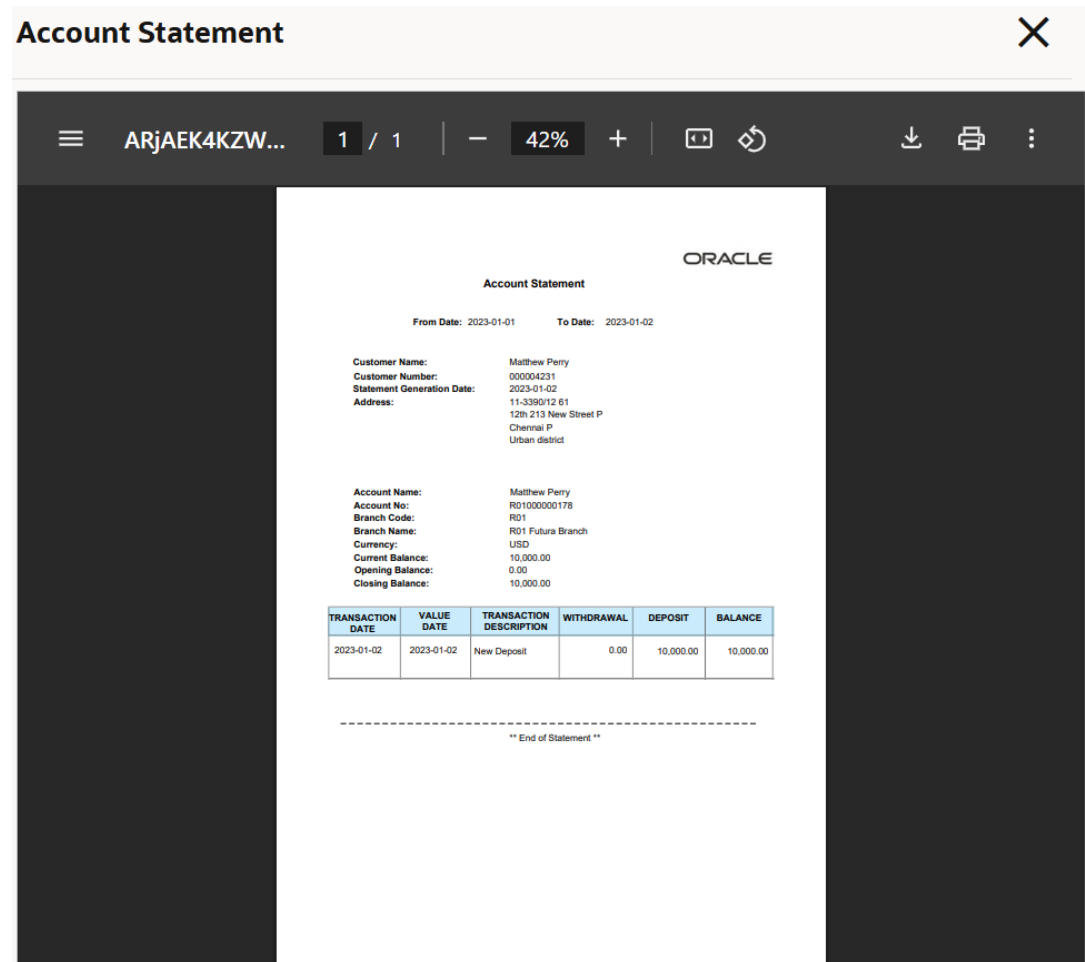 Account Statement
ARjAEK4KZW... 1 / 1 42%
ORACLE
Account Statement
From Date: 2023-01-01 To Date: 2023-01-02
Customer Name: Matthew Perry
Customer Number: 000004231
Statement Generation Date: 2023-01-02
Address: 11-3390/12 61
12th 213 New Street P
Chennai P
Urban district
Account Name: Matthew Perry
Account No: R01000000178
Branch Code: R01
Branch Name: R01 Futura Branch
Currency: USD
Current Balance: 10,000.00
Opening Balance: 0.00
Closing Balance: 10,000.00
TRANSACTION DATE VALUE DATE TRANSACTION DESCRIPTION WITHDRAWAL DEPOSIT BALANCE
2023-01-02 2023-01-02 New Deposit 0.00 10,000.00 10,000.00
** End of Statement **